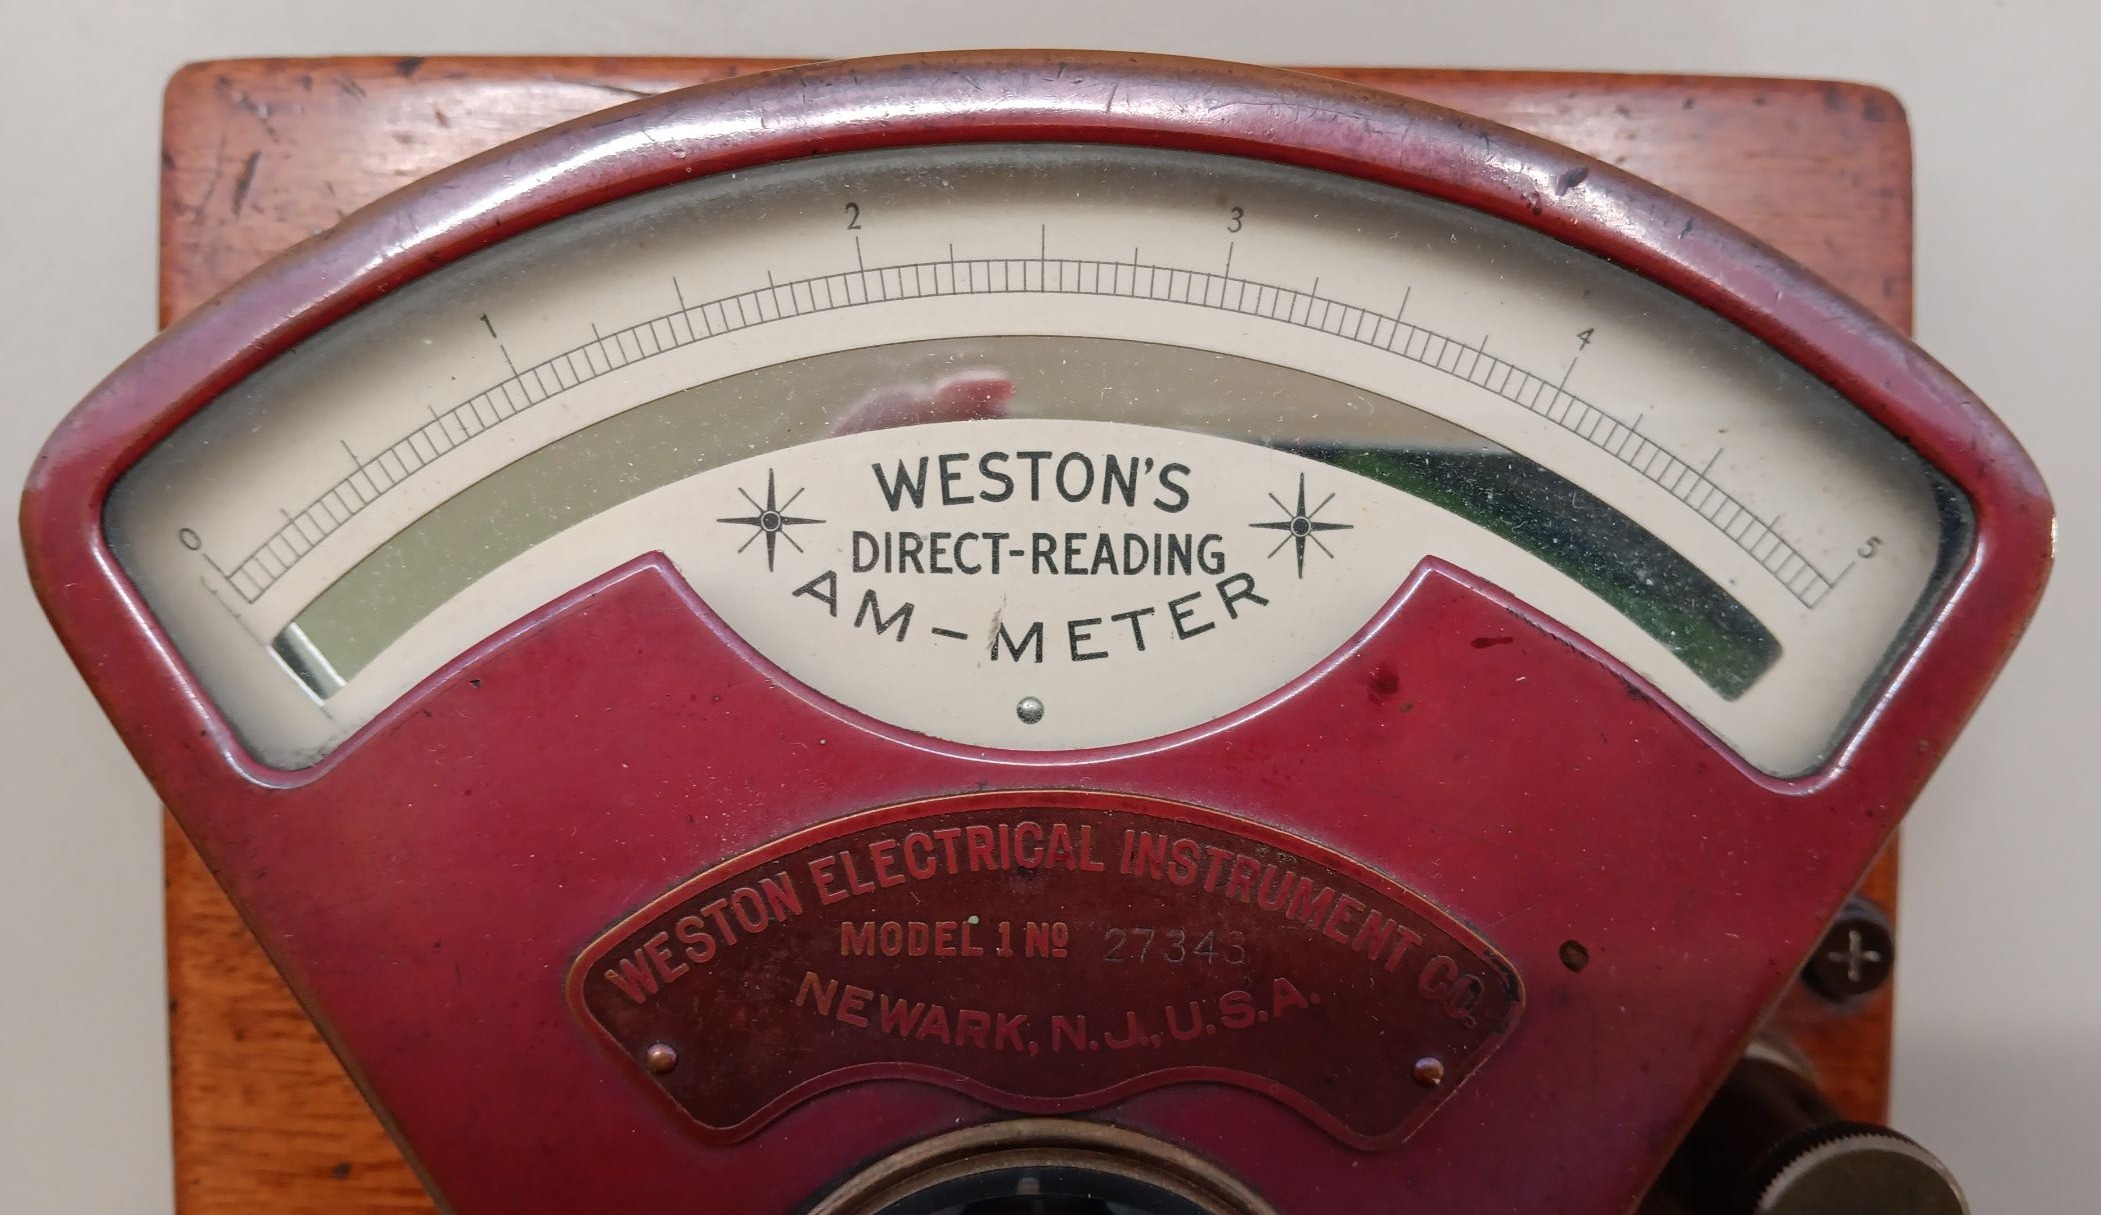 0 1 2 3 4 5
WESTON'S
DIRECT-READING
AM-METER
WESTON ELECTRICAL INSTRUMENT CO.
MODEL 1 Nº 27343
NEWARK, N.J., U.S.A.